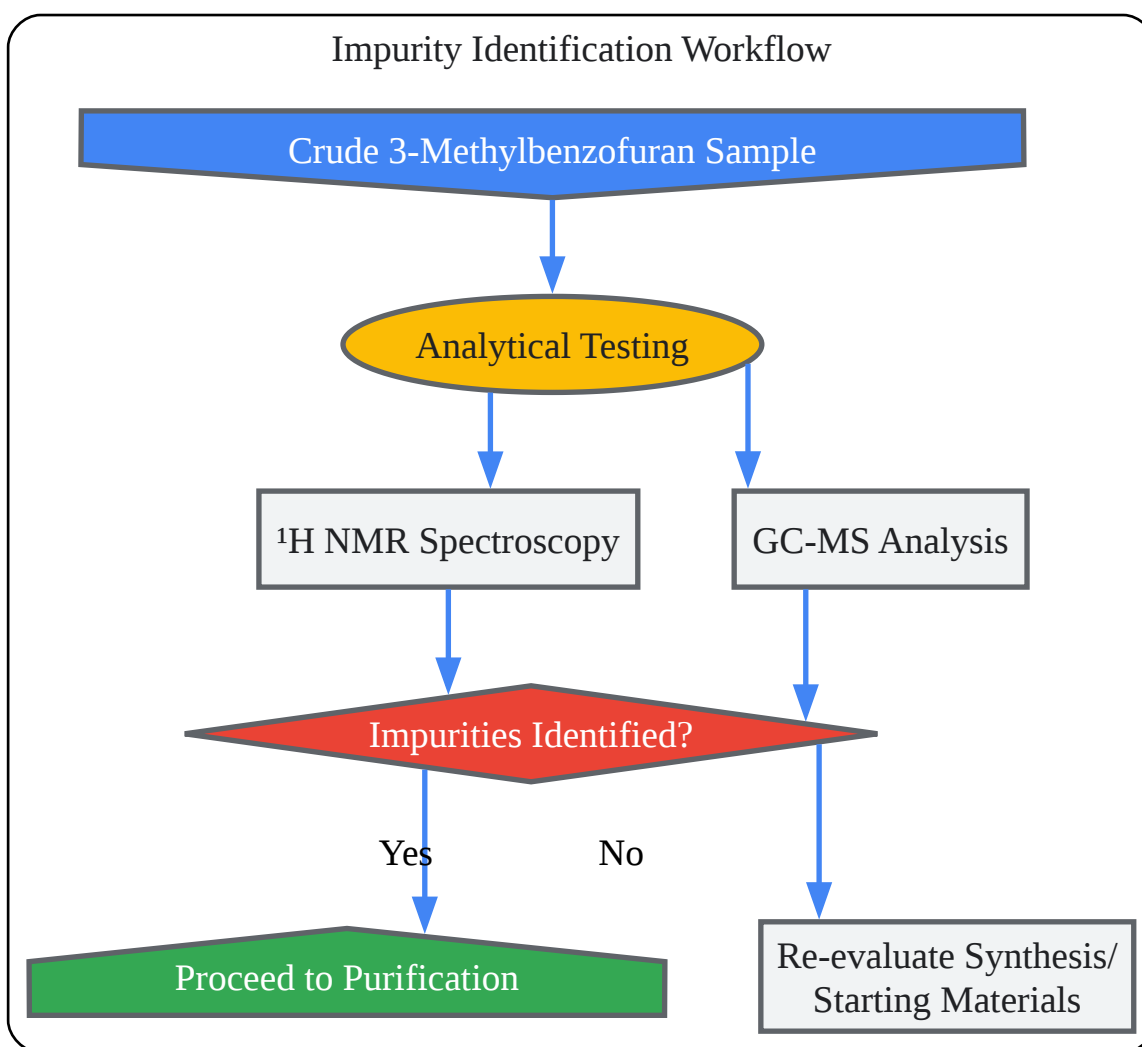 Impurity Identification Workflow
Crude 3-Methylbenzofuran Sample
Analytical Testing
¹H NMR Spectroscopy
GC-MS Analysis
Impurities Identified?
Yes
No
Proceed to Purification
Re-evaluate Synthesis/
Starting Materials